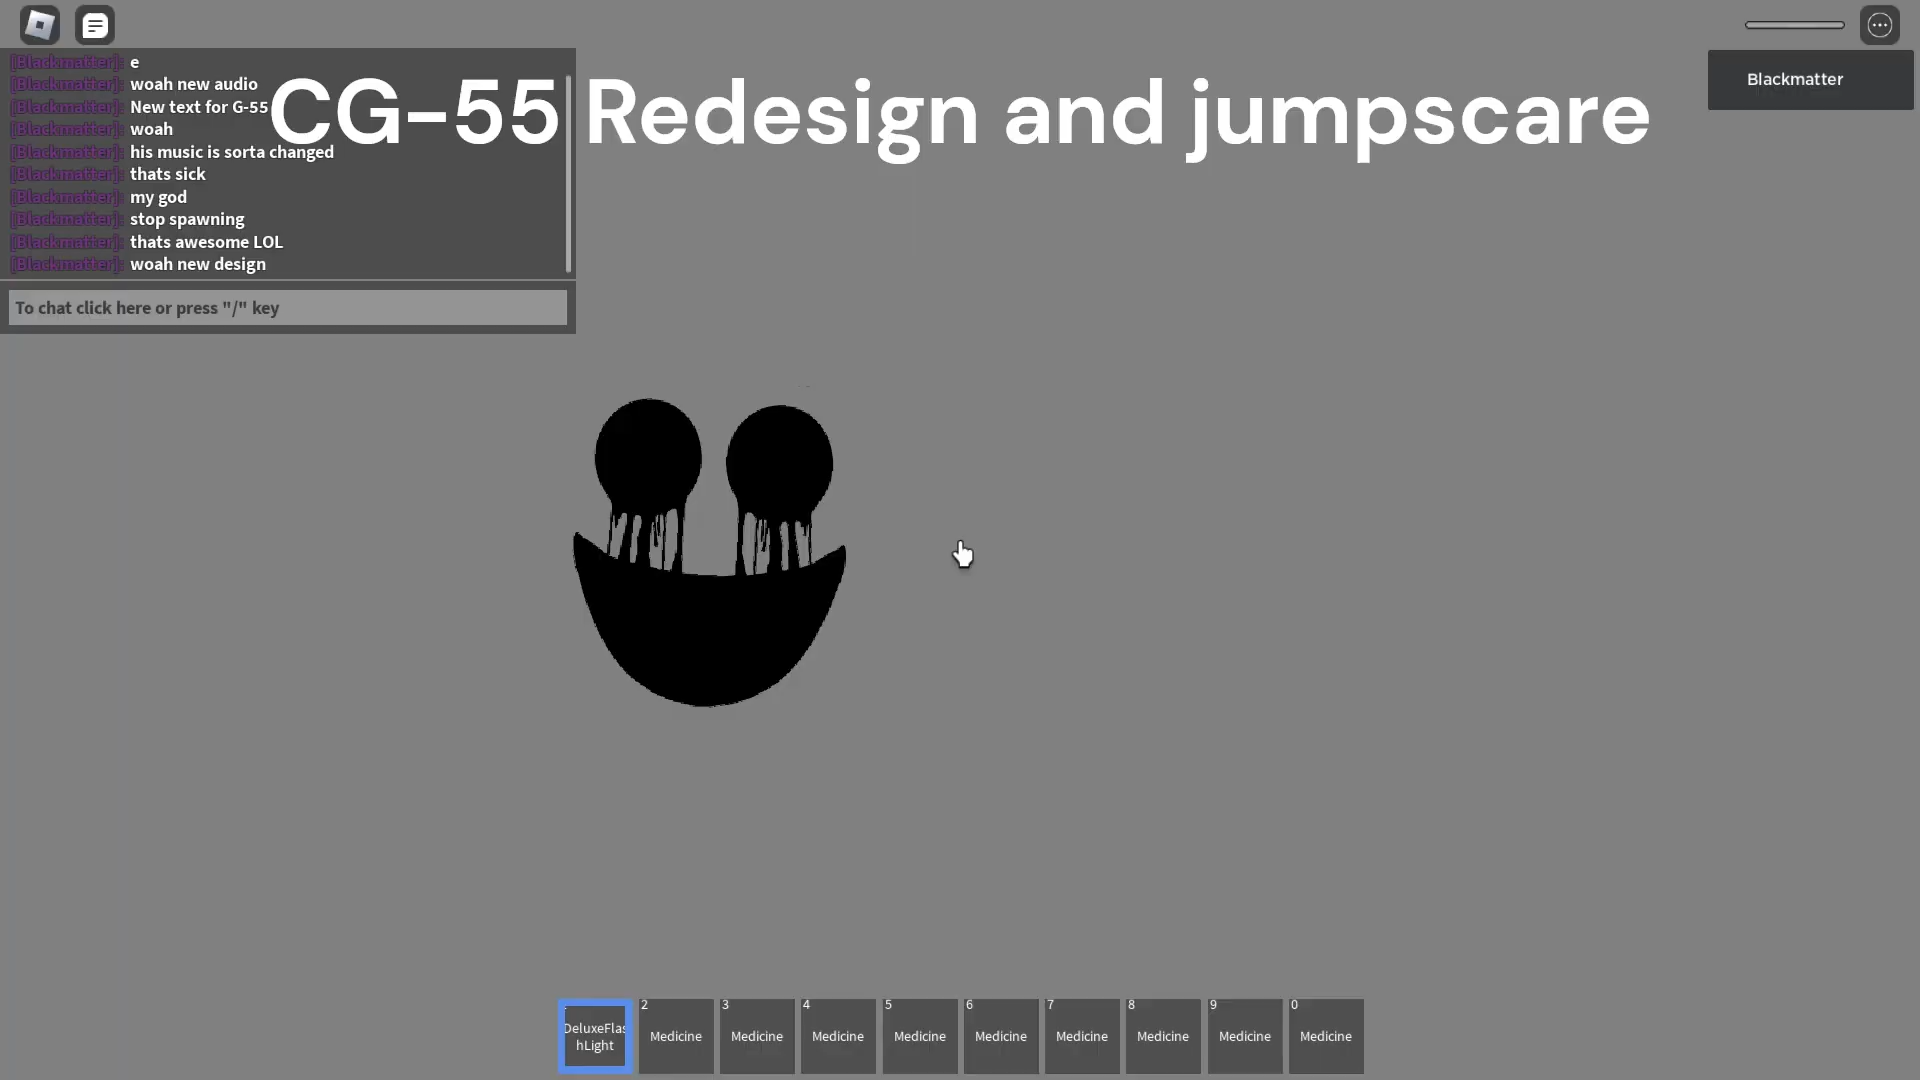 [Blackmatter]: e
[Blackmatter]: woah new audio
[Blackmatter]: New text for G-55
[Blackmatter]: woah
[Blackmatter]: his music is sorta changed
[Blackmatter]: thats sick
[Blackmatter]: my god
[Blackmatter]: stop spawning
[Blackmatter]: thats awesome LOL
[Blackmatter]: woah new design
To chat click here or press "/" key
CG-55 Redesign and jumpscare
Blackmatter
DeluxeFlas
hLight
2 Medicine
3 Medicine
4 Medicine
5 Medicine
6 Medicine
7 Medicine
8 Medicine
9 Medicine
0 Medicine